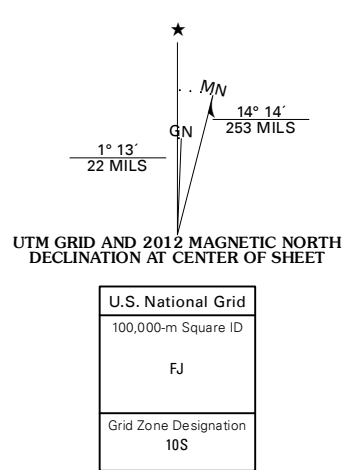 ★
MN
14° 14´
253 MILS
GN
1° 13´
22 MILS
UTM GRID AND 2012 MAGNETIC NORTH
DECLINATION AT CENTER OF SHEET
U.S. National Grid
100,000-m Square ID
FJ
Grid Zone Designation
10S